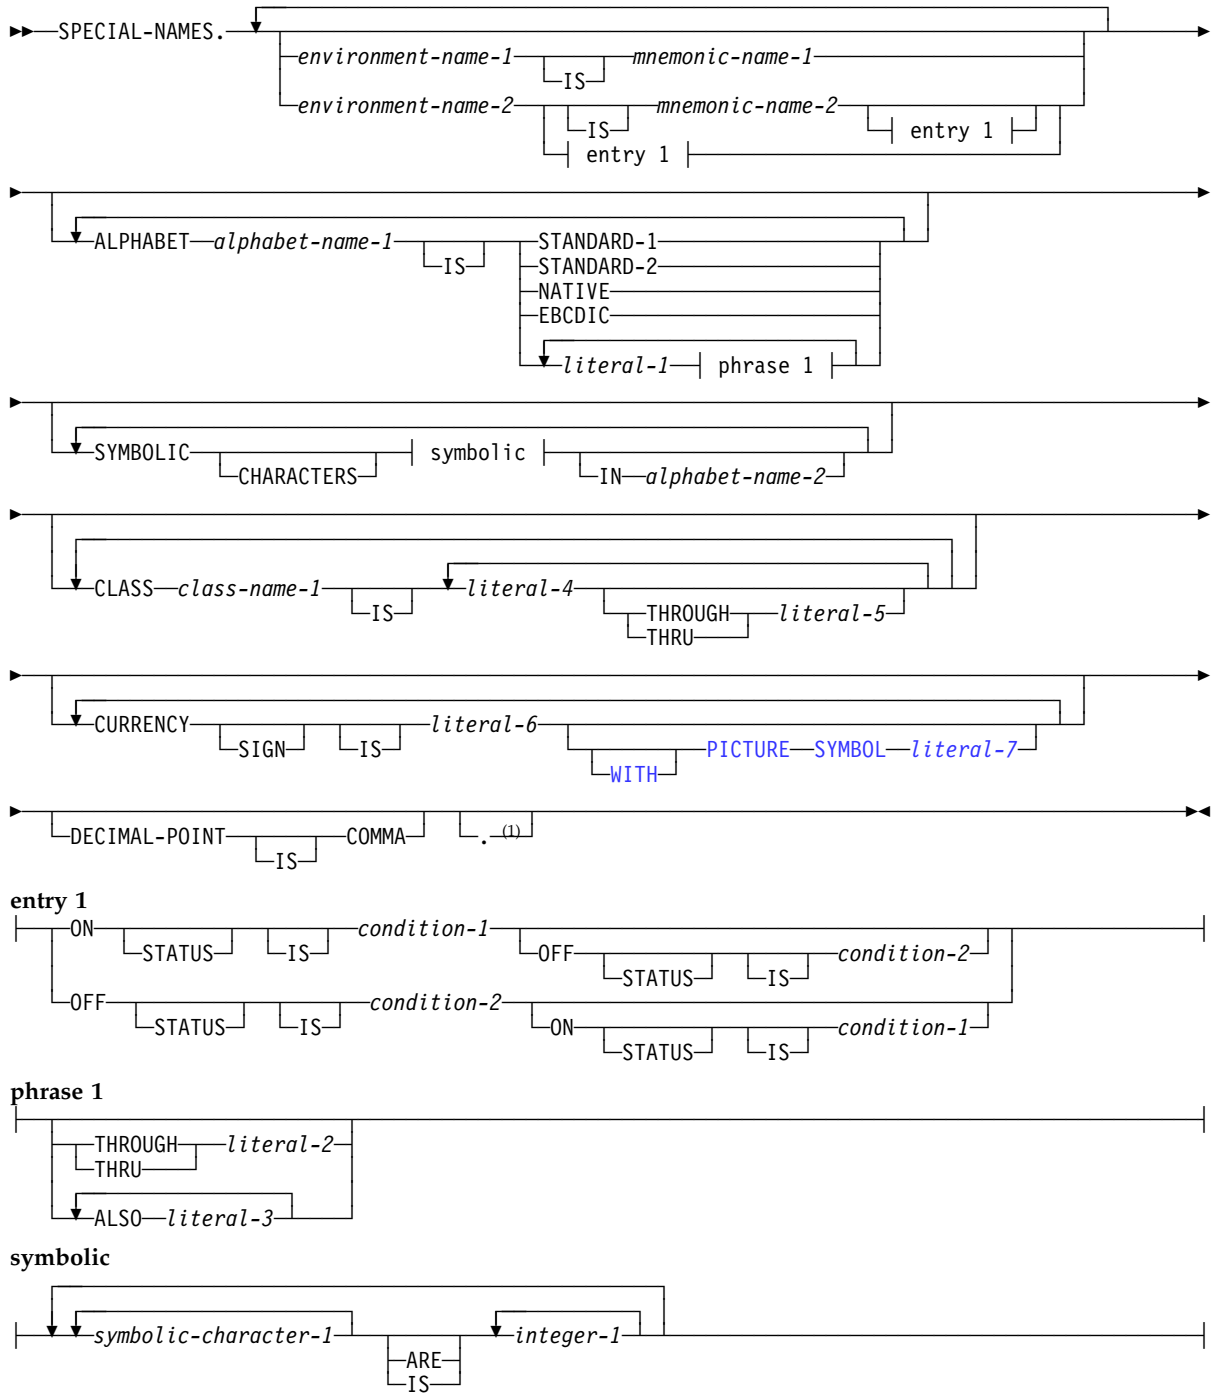 SPECIAL-NAMES.
environment-name-1 mnemonic-name-1
IS
environment-name-2 mnemonic-name-2
IS entry 1
entry 1
ALPHABET alphabet-name-1 STANDARD-1
IS STANDARD-2
NATIVE
EBCDIC
literal-1 phrase 1
SYMBOLIC symbolic
CHARACTERS IN alphabet-name-2
CLASS class-name-1 literal-4
IS THROUGH literal-5
THRU
CURRENCY literal-6
SIGN IS PICTURE SYMBOL literal-7
WITH
DECIMAL-POINT COMMA . (1)
IS
entry 1
ON condition-1
STATUS IS OFF condition-2
STATUS IS
OFF condition-2
STATUS IS ON condition-1
STATUS IS
phrase 1
THROUGH literal-2
THRU
ALSO literal-3
symbolic
symbolic-character-1 integer-1
ARE
IS